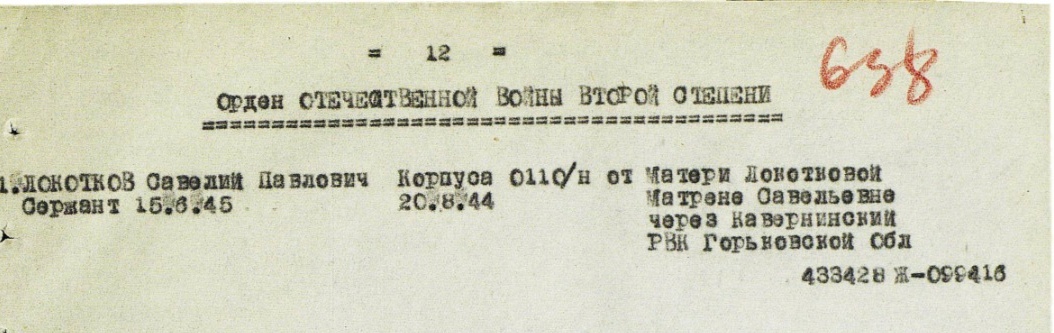 = 12 =
638
Орден ОТЕЧЕСТВЕННОЙ ВОЙНЫ ВТОРОЙ СТЕПЕНИ
1. ЛОКОТКОВ Савелий Павлович Корпуса 0110/н от Матери Локотковой
Сержант 15.6.45 20.8.44 Матрене Савельевне
через Кавернинский
РВК Горьковской Обл
433428 Ж-099416